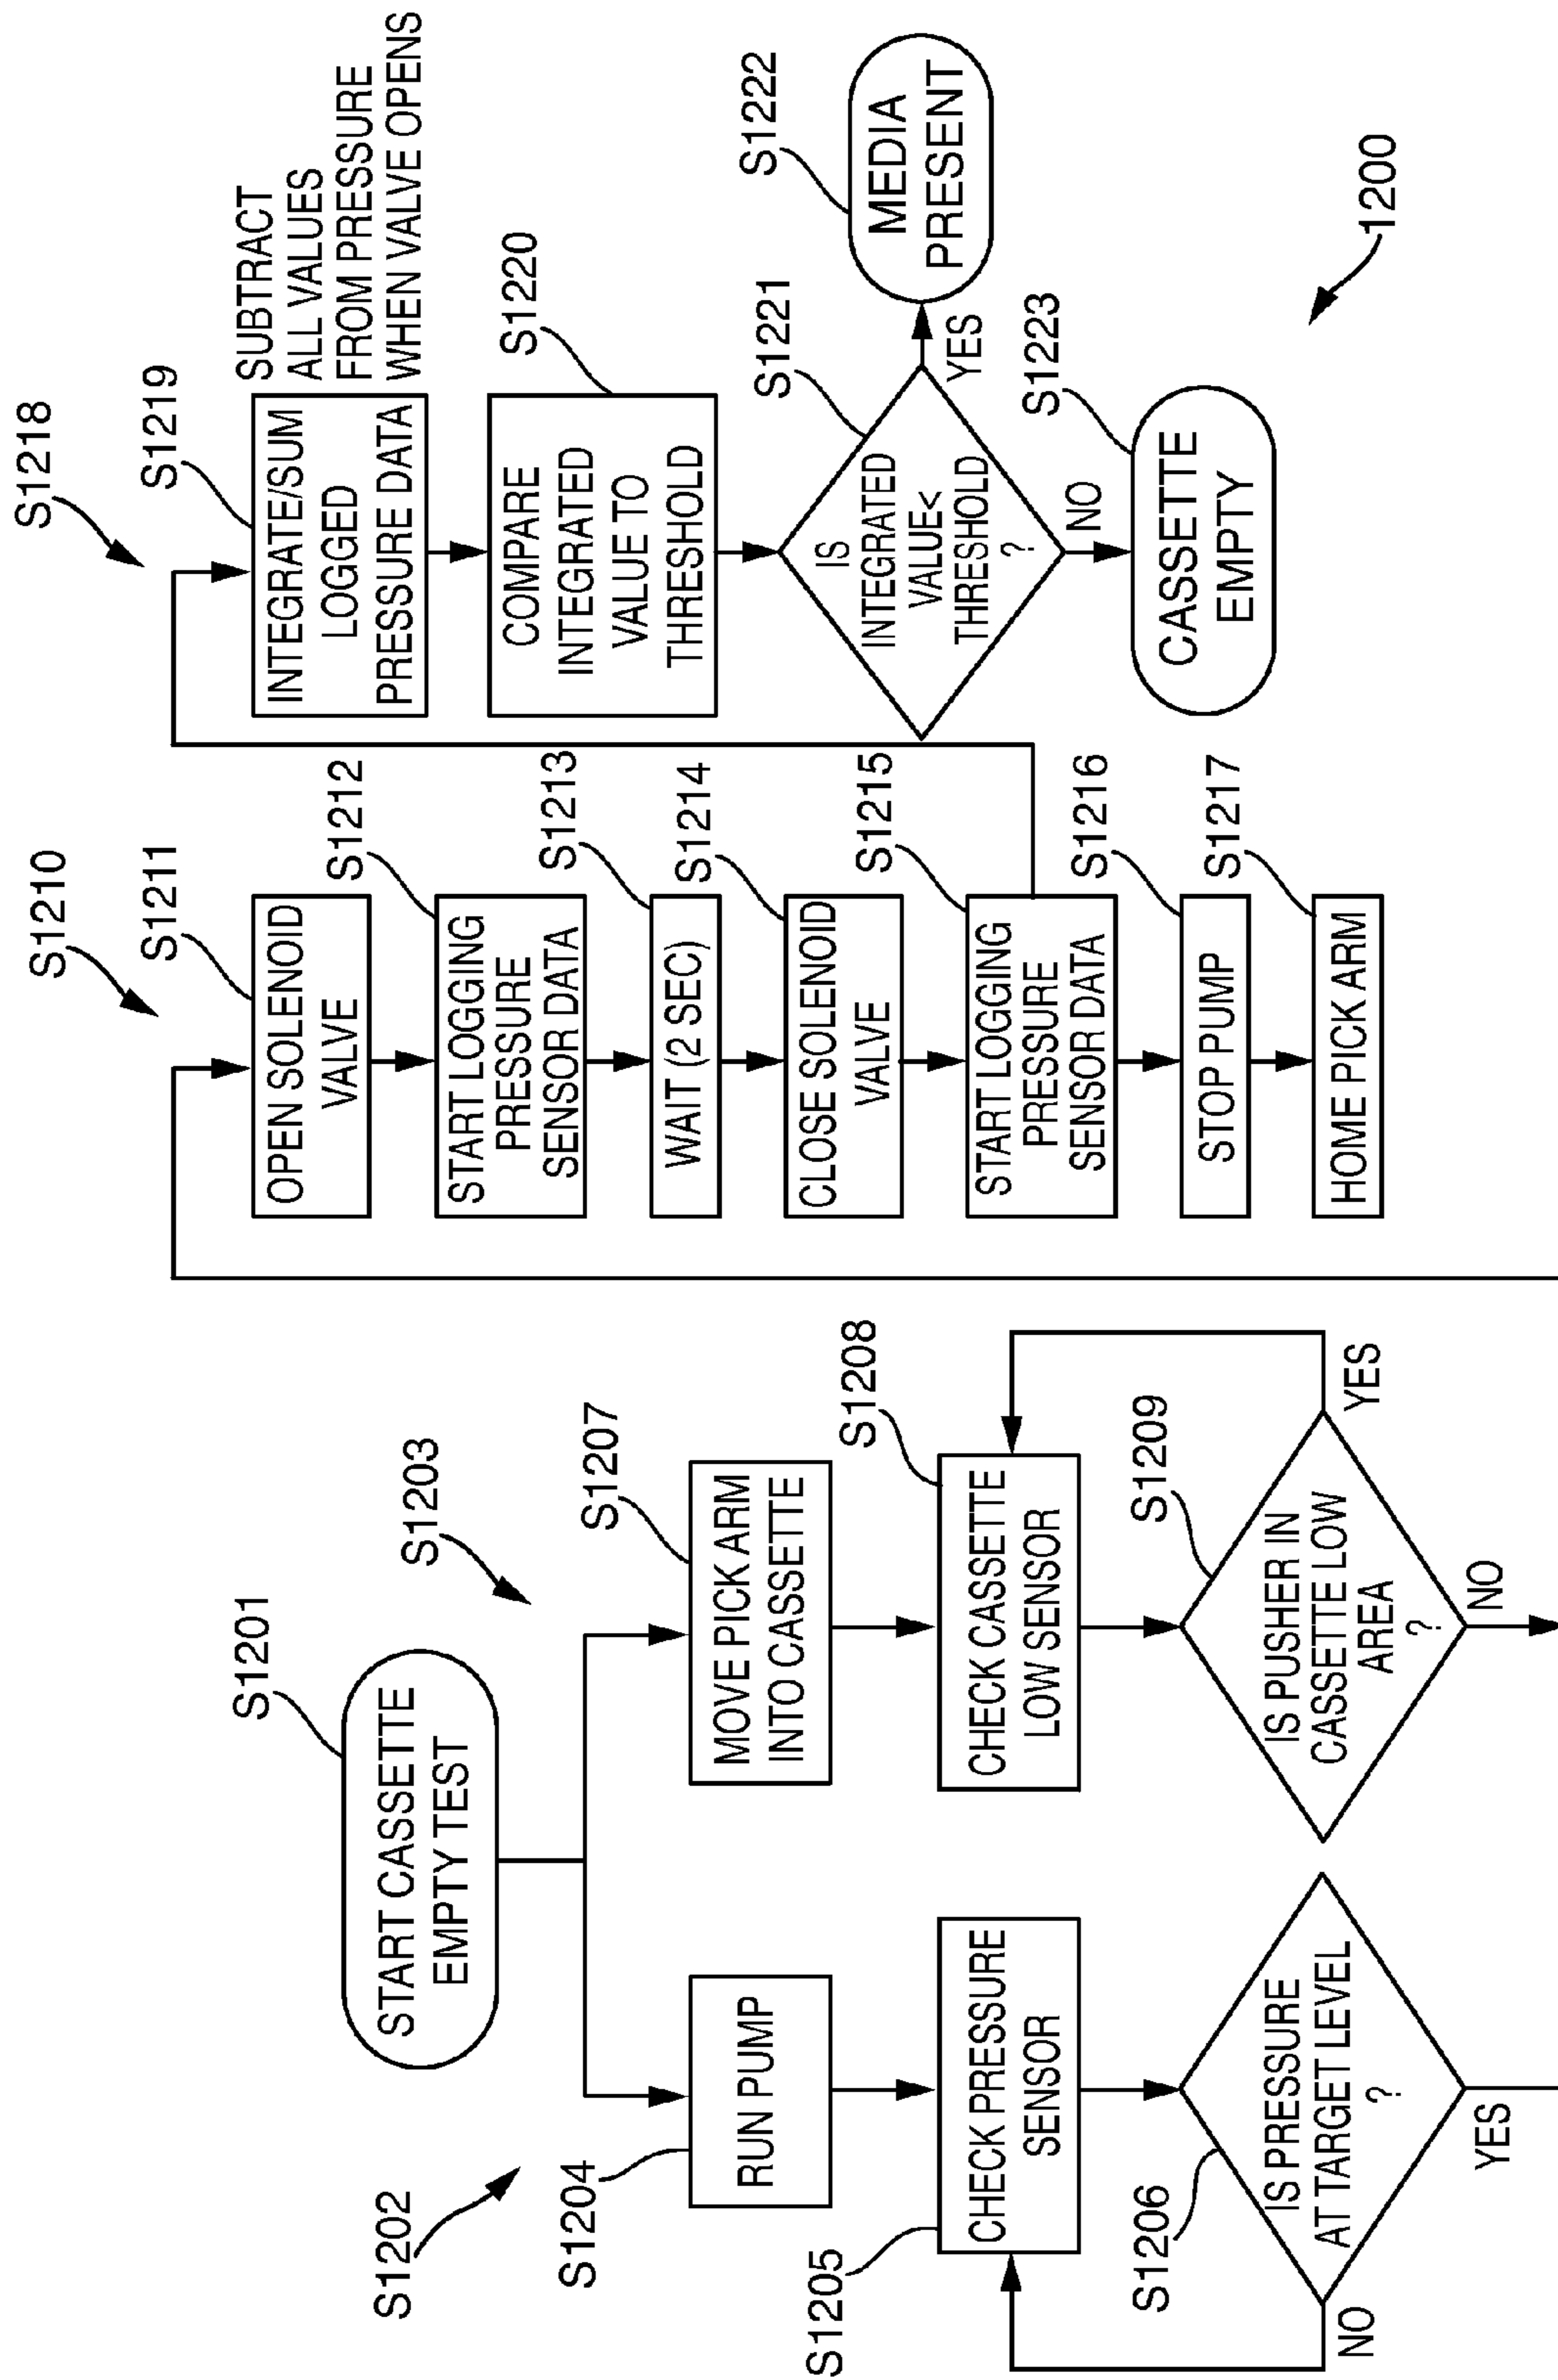 S1201
START CASSETTE
EMPTY TEST
S1202
S1203
S1204
RUN PUMP
S1205
CHECK PRESSURE
SENSOR
S1206
IS PRESSURE
AT TARGET LEVEL
?
NO
YES
S1207
MOVE PICK ARM
INTO CASSETTE
S1208
CHECK CASSETTE
LOW SENSOR
S1209
IS PUSHER IN
CASSETTE LOW
AREA
?
YES
NO
S1210
S1211
OPEN SOLENOID
VALVE
S1212
START LOGGING
PRESSURE
SENSOR DATA
S1213
WAIT (2 SEC)
S1214
CLOSE SOLENOID
VALVE
S1215
START LOGGING
PRESSURE
SENSOR DATA
S1216
STOP PUMP
S1217
HOME PICK ARM
S1218
S1219
INTEGRATE/SUM
LOGGED
PRESSURE DATA
SUBTRACT
ALL VALUES
FROM PRESSURE
WHEN VALVE OPENS
S1220
COMPARE
INTEGRATED
VALUE TO
THRESHOLD
S1221
IS
INTEGRATED
VALUE<
THRESHOLD
?
YES
NO
S1222
MEDIA
PRESENT
S1223
CASSETTE
EMPTY
1200